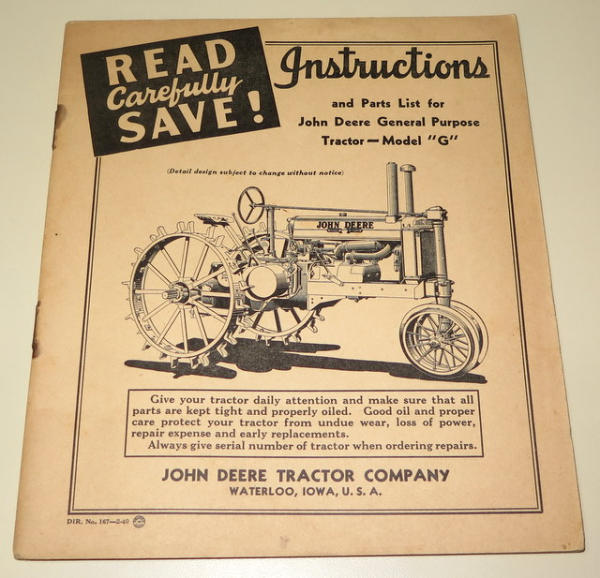 READ
Carefully
SAVE!
Instructions
and Parts List for
John Deere General Purpose
Tractor—Model "G"
(Detail design subject to change without notice)
JOHN DEERE
Give your tractor daily attention and make sure that all
parts are kept tight and properly oiled. Good oil and proper
care protect your tractor from undue wear, loss of power,
repair expense and early replacements.
Always give serial number of tractor when ordering repairs.
JOHN DEERE TRACTOR COMPANY
WATERLOO, IOWA, U. S. A.
DIR. No. 167—2-40